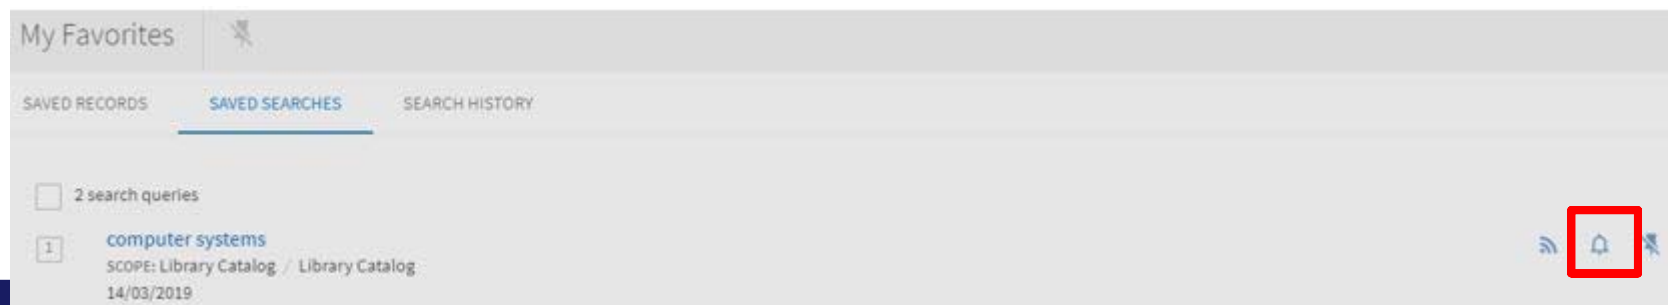 My Favorites
SAVED RECORDS SAVED SEARCHES SEARCH HISTORY
2 search queries
1 computer systems
SCOPE: Library Catalog / Library Catalog
14/03/2019